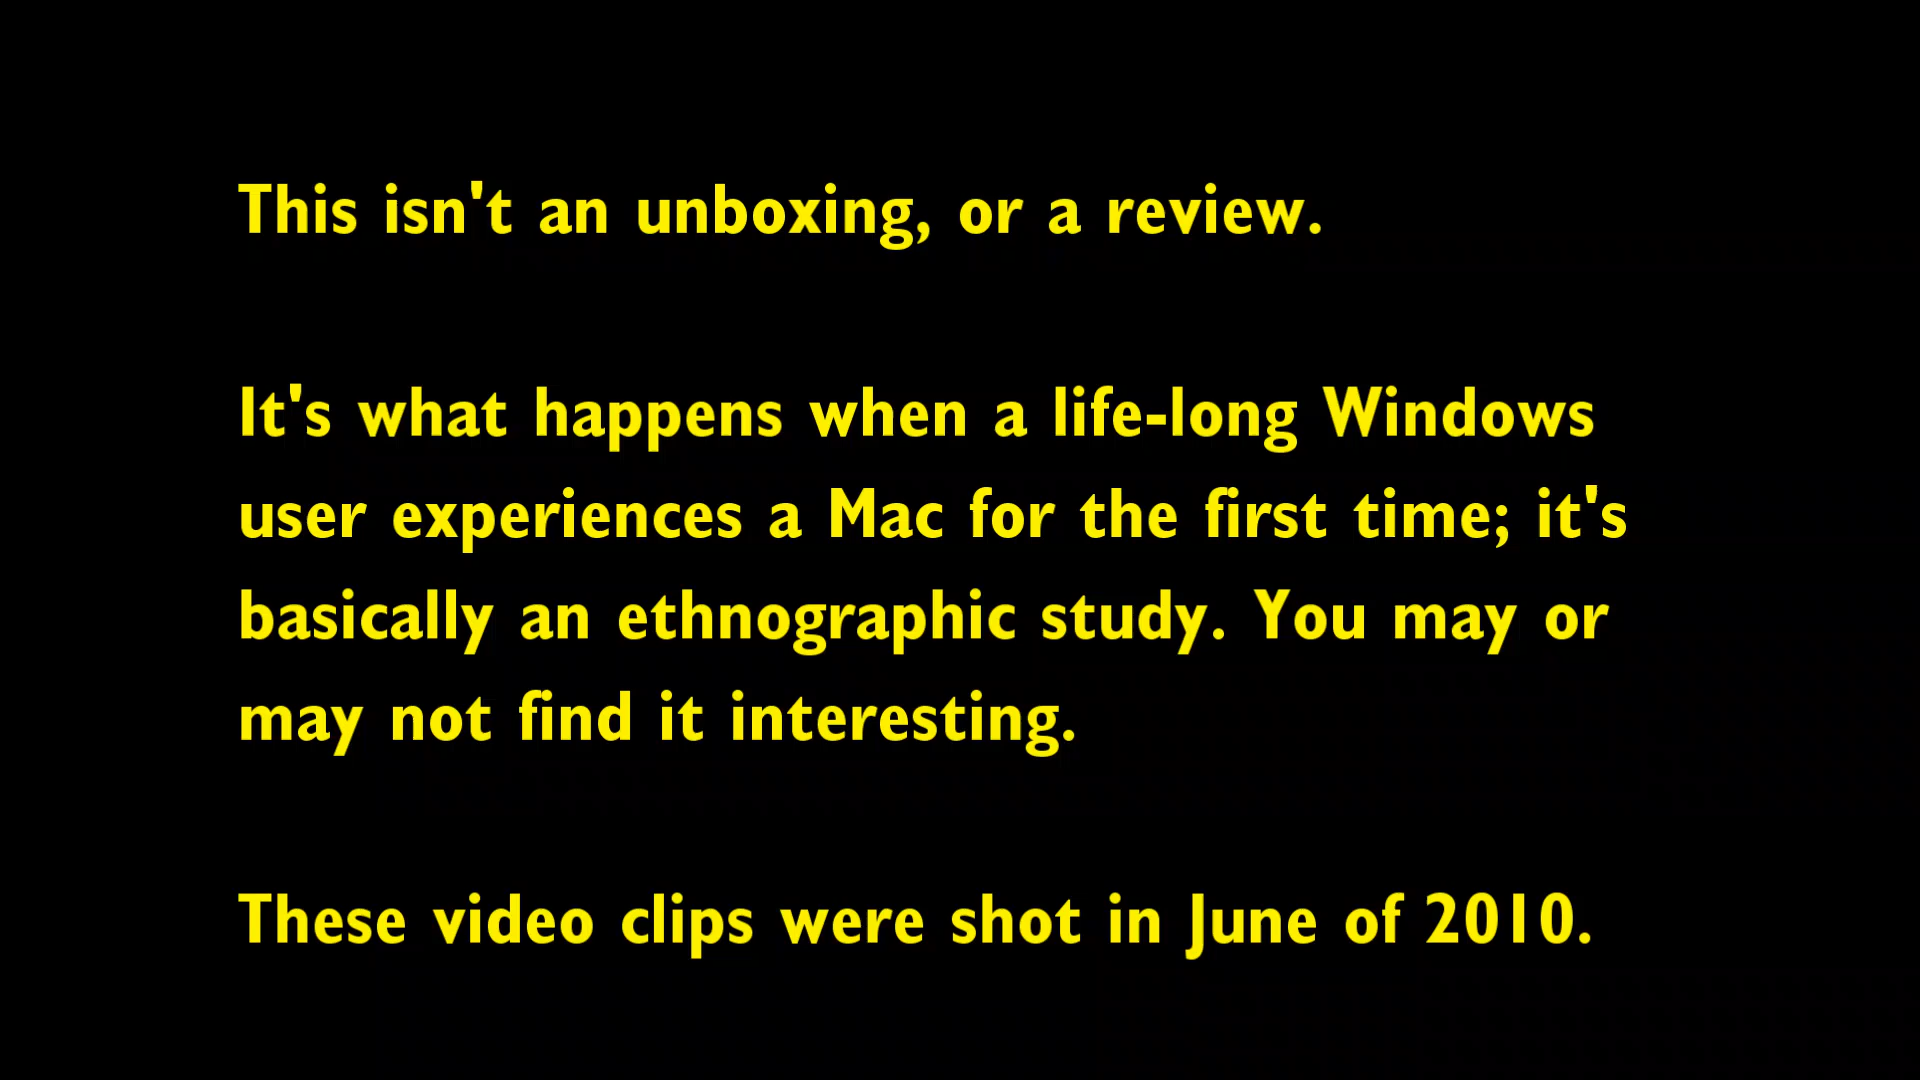 This isn't an unboxing, or a review.
It's what happens when a life-long Windows
user experiences a Mac for the first time; it's
basically an ethnographic study. You may or
may not find it interesting.
These video clips were shot in June of 2010.